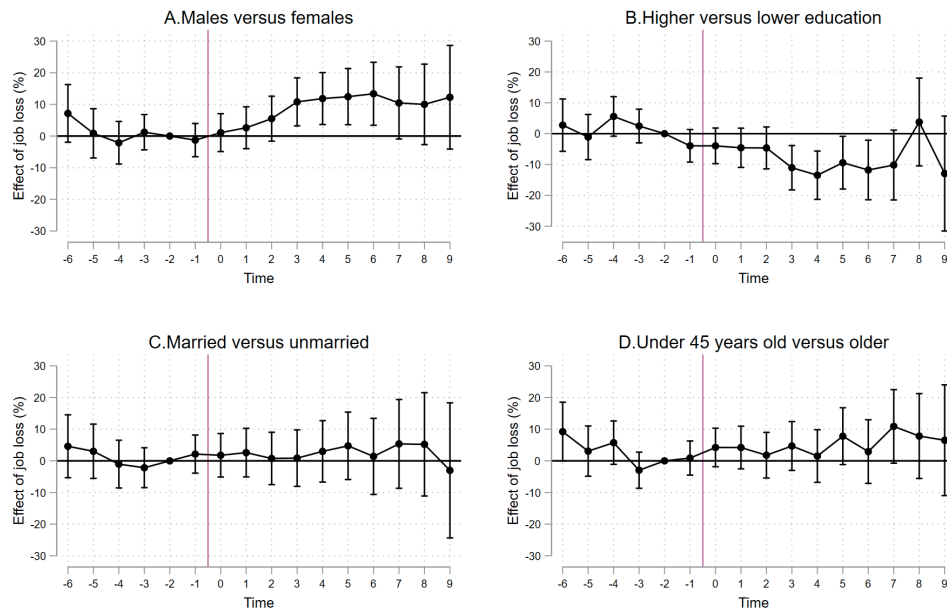 A.Males versus females
Effect of job loss (%)
30
20
10
0
-10
-20
-30
-6 -5 -4 -3 -2 -1 0 1 2 3 4 5 6 7 8 9
Time
B.Higher versus lower education
Effect of job loss (%)
30
20
10
0
-10
-20
-30
-6 -5 -4 -3 -2 -1 0 1 2 3 4 5 6 7 8 9
Time
C.Married versus unmarried
Effect of job loss (%)
30
20
10
0
-10
-20
-30
-6 -5 -4 -3 -2 -1 0 1 2 3 4 5 6 7 8 9
Time
D.Under 45 years old versus older
Effect of job loss (%)
30
20
10
0
-10
-20
-30
-6 -5 -4 -3 -2 -1 0 1 2 3 4 5 6 7 8 9
Time